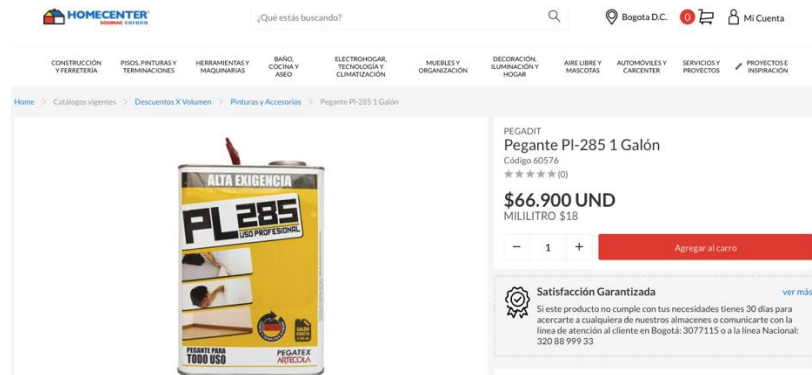 HOMECENTER
SODIMAC corona
¿Qué estás buscando?
Bogota D.C.
0
Mi Cuenta
CONSTRUCCIÓN Y FERRETERÍA
PISOS, PINTURAS Y TERMINACIONES
HERRAMIENTAS Y MAQUINARIAS
BAÑO, COCINA Y ASEO
ELECTROHOGAR, TECNOLOGÍA Y CLIMATIZACIÓN
MUEBLES Y ORGANIZACIÓN
DECORACIÓN, ILUMINACIÓN Y HOGAR
AIRE LIBRE Y MASCOTAS
AUTOMÓVILES Y CARCENTER
SERVICIOS Y PROYECTOS
PROYECTOS E INSPIRACIÓN
Home > Catálogos vigentes > Descuentos X Volumen > Pinturas y Accesorios > Pegante Pl-285 1 Galón
ALTA EXIGENCIA
PL285
USO PROFESIONAL
GALÓN
PEGANTE PARA
TODO USO
PEGATEX
ARTECOLA
PEGADIT
Pegante Pl-285 1 Galón
Código 60576
(0)
$66.900 UND
MILILITRO $18
− 1 +
Agregar al carro
Satisfacción Garantizada
ver más
Si este producto no cumple con tus necesidades tienes 30 días para
acercarte a cualquiera de nuestros almacenes o comunicarte con la
línea de atención al cliente en Bogotá: 3077115 o a la línea Nacional:
320 88 999 33